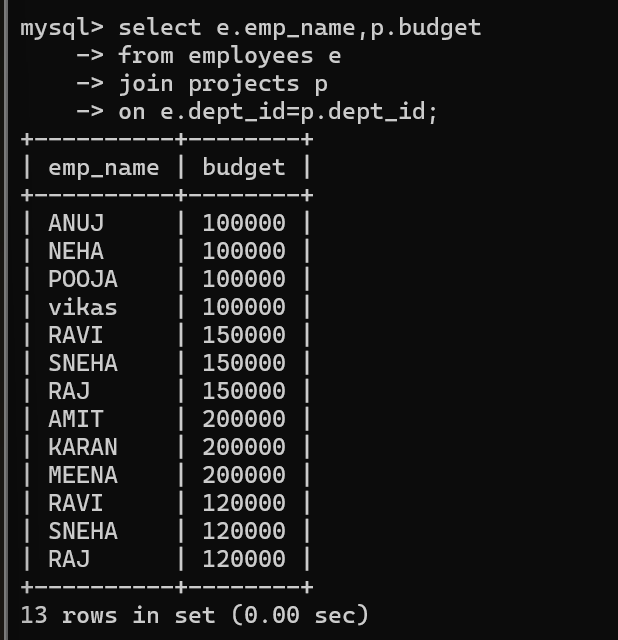 mysql> select e.emp_name,p.budget
    -> from employees e
    -> join projects p
    -> on e.dept_id=p.dept_id;
+----------+--------+
| emp_name | budget |
+----------+--------+
| ANUJ     | 100000 |
| NEHA     | 100000 |
| POOJA    | 100000 |
| vikas    | 100000 |
| RAVI     | 150000 |
| SNEHA    | 150000 |
| RAJ      | 150000 |
| AMIT     | 200000 |
| KARAN    | 200000 |
| MEENA    | 200000 |
| RAVI     | 120000 |
| SNEHA    | 120000 |
| RAJ      | 120000 |
+----------+--------+
13 rows in set (0.00 sec)